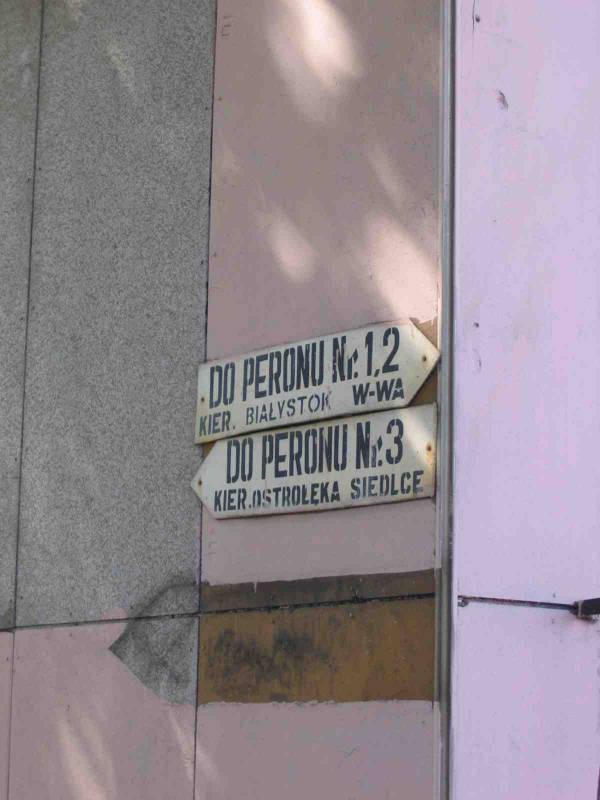 DO PERONU Nr.1,2
KIER. BIAŁYSTOK W-WA
DO PERONU Nr.3
KIER.OSTROŁĘKA SIEDLCE